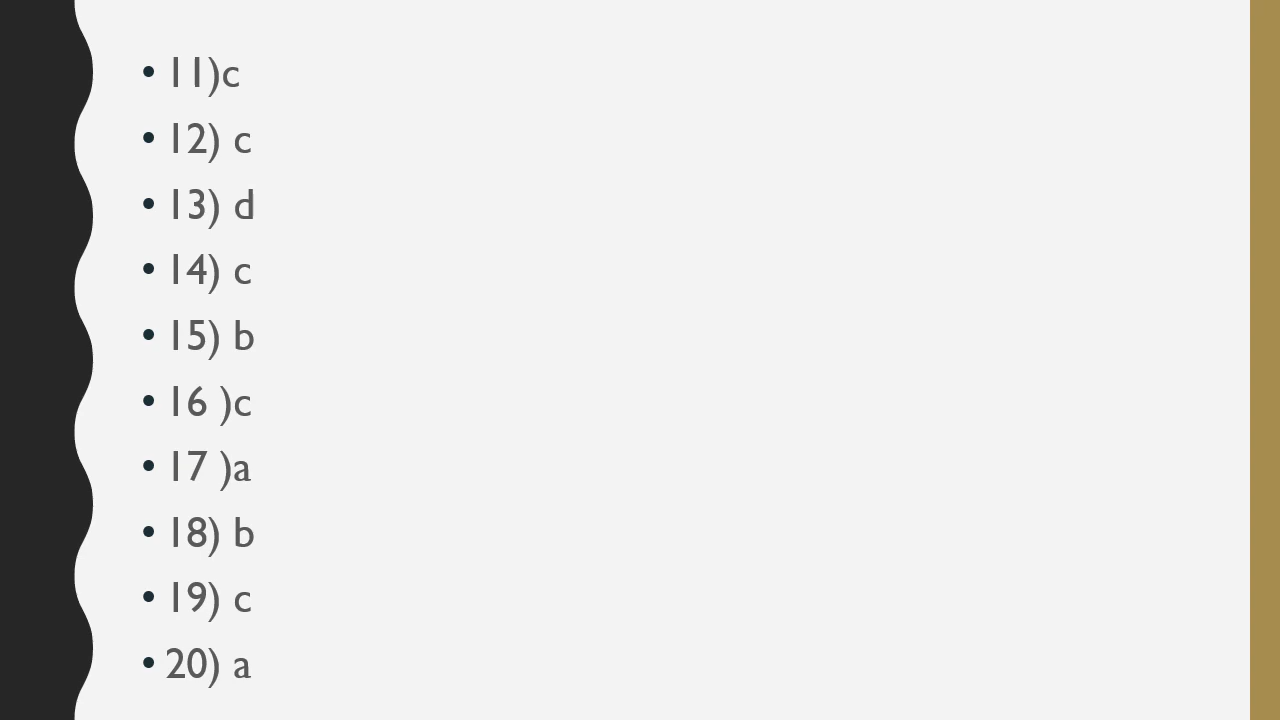 • 11)c
• 12) c
• 13) d
• 14) c
• 15) b
• 16 )c
• 17 )a
• 18) b
• 19) c
• 20) a